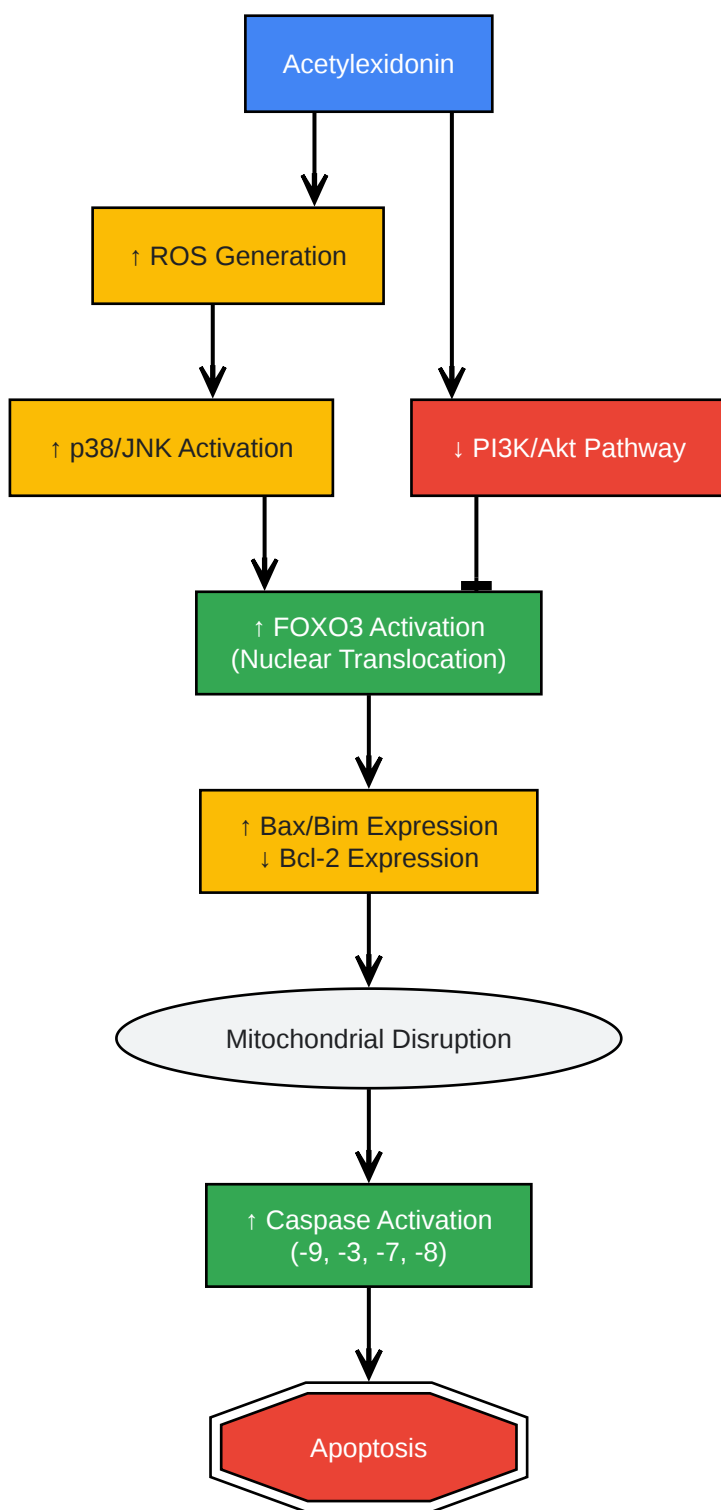 Acetylexidonin
↑ ROS Generation
↑ p38/JNK Activation
↓ PI3K/Akt Pathway
↑ FOXO3 Activation
(Nuclear Translocation)
↑ Bax/Bim Expression
↓ Bcl-2 Expression
Mitochondrial Disruption
↑ Caspase Activation
(-9, -3, -7, -8)
Apoptosis